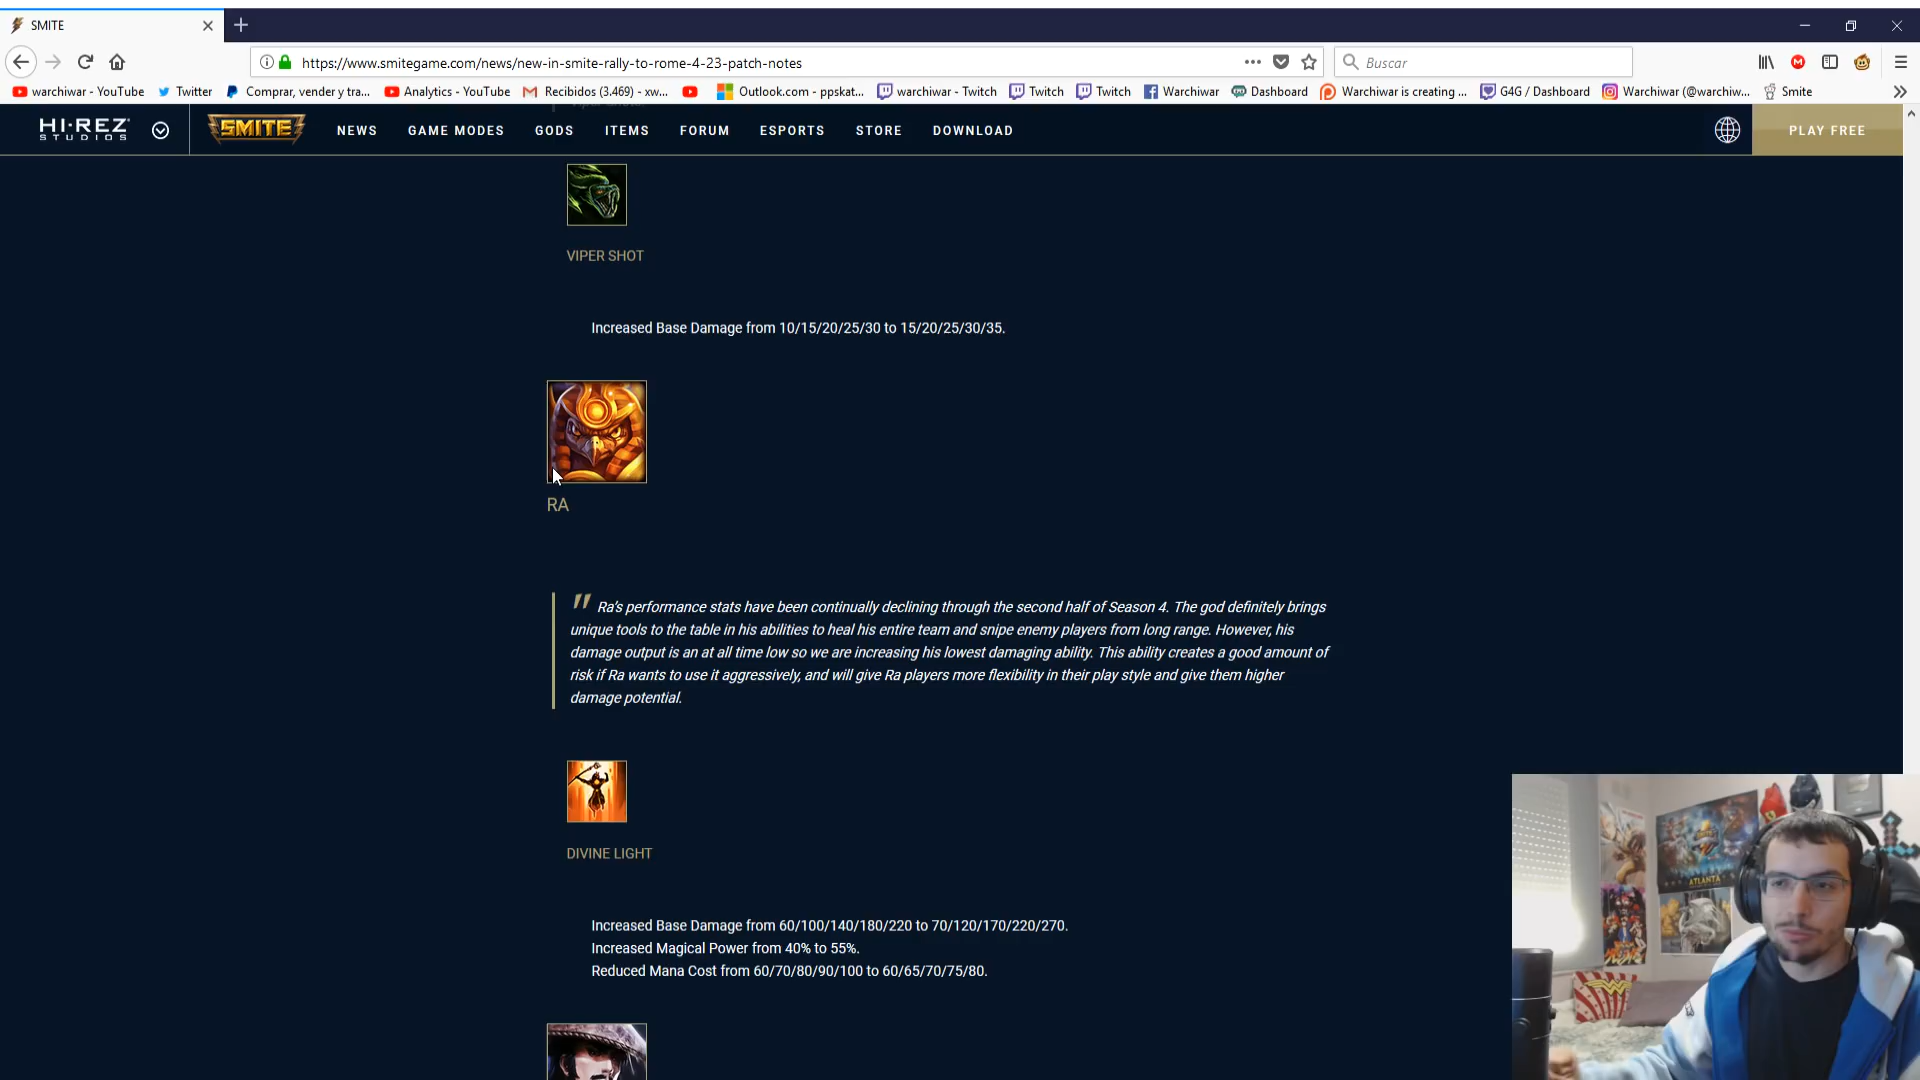 SMITE
https://www.smitegame.com/news/new-in-smite-rally-to-rome-4-23-patch-notes
Buscar
warchiwar - YouTube
Twitter
Comprar, vender y tra...
Analytics - YouTube
Recibidos (3.469) - xw...
Outlook.com - ppskat...
warchiwar - Twitch
Twitch
Twitch
Warchiwar
Dashboard
Warchiwar is creating ...
G4G / Dashboard
Warchiwar (@warchiw...
Smite
HI·REZ
STUDIOS
SMITE
NEWS
GAME MODES
GODS
ITEMS
FORUM
ESPORTS
STORE
DOWNLOAD
PLAY FREE
VIPER SHOT
Increased Base Damage from 10/15/20/25/30 to 15/20/25/30/35.
RA
" Ra's performance stats have been continually declining through the second half of Season 4. The god definitely brings
unique tools to the table in his abilities to heal his entire team and snipe enemy players from long range. However, his
damage output is an at all time low so we are increasing his lowest damaging ability. This ability creates a good amount of
risk if Ra wants to use it aggressively, and will give Ra players more flexibility in their play style and give them higher
damage potential.
DIVINE LIGHT
Increased Base Damage from 60/100/140/180/220 to 70/120/170/220/270.
Increased Magical Power from 40% to 55%.
Reduced Mana Cost from 60/70/80/90/100 to 60/65/70/75/80.
ATLANTA